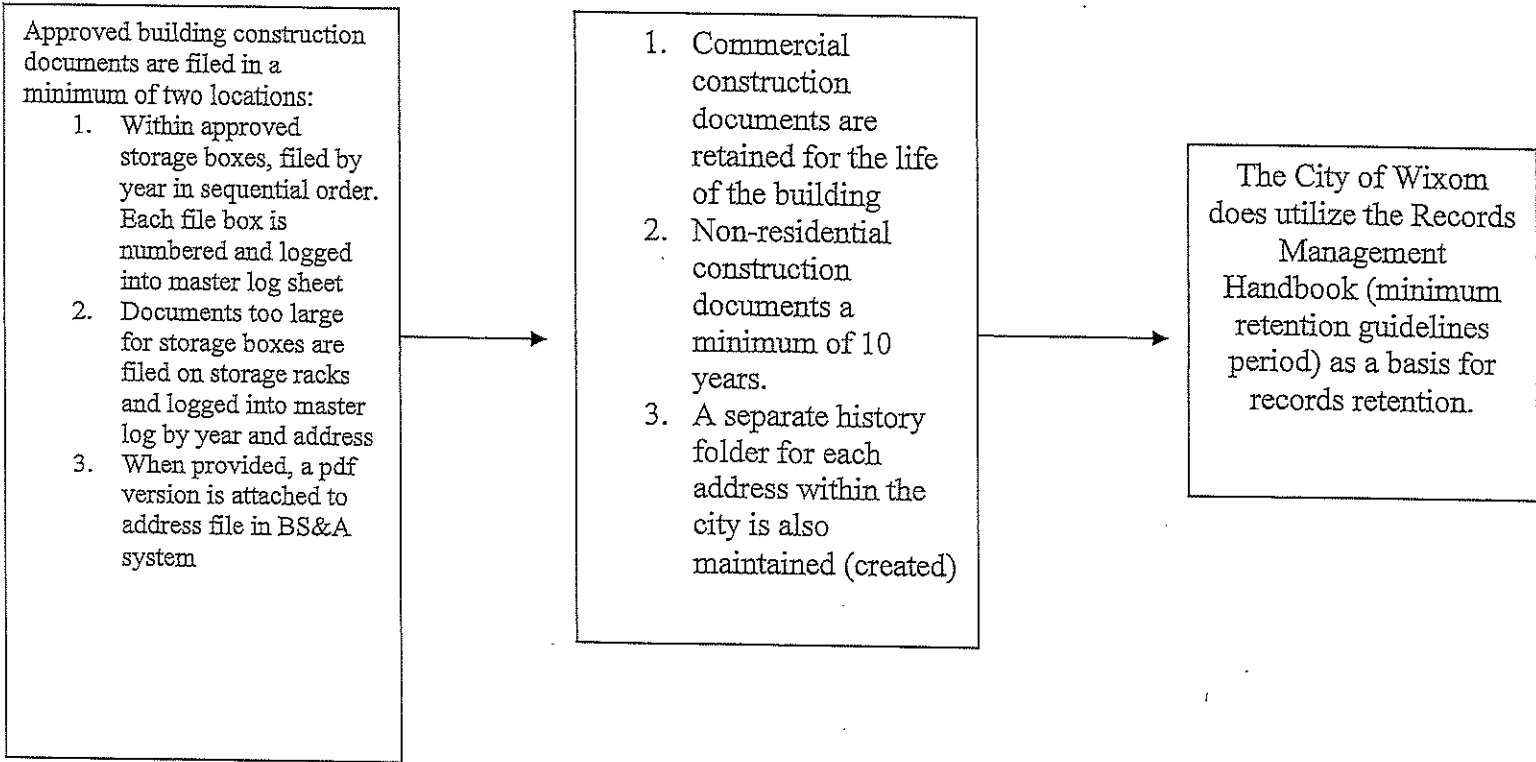 Approved building construction
documents are filed in a
minimum of two locations:
1. Within approved
storage boxes, filed by
year in sequential order.
Each file box is
numbered and logged
into master log sheet
2. Documents too large
for storage boxes are
filed on storage racks
and logged into master
log by year and address
3. When provided, a pdf
version is attached to
address file in BS&A
system
1. Commercial
construction
documents are
retained for the life
of the building
2. Non-residential
construction
documents a
minimum of 10
years.
3. A separate history
folder for each
address within the
city is also
maintained (created)
The City of Wixom
does utilize the Records
Management
Handbook (minimum
retention guidelines
period) as a basis for
records retention.